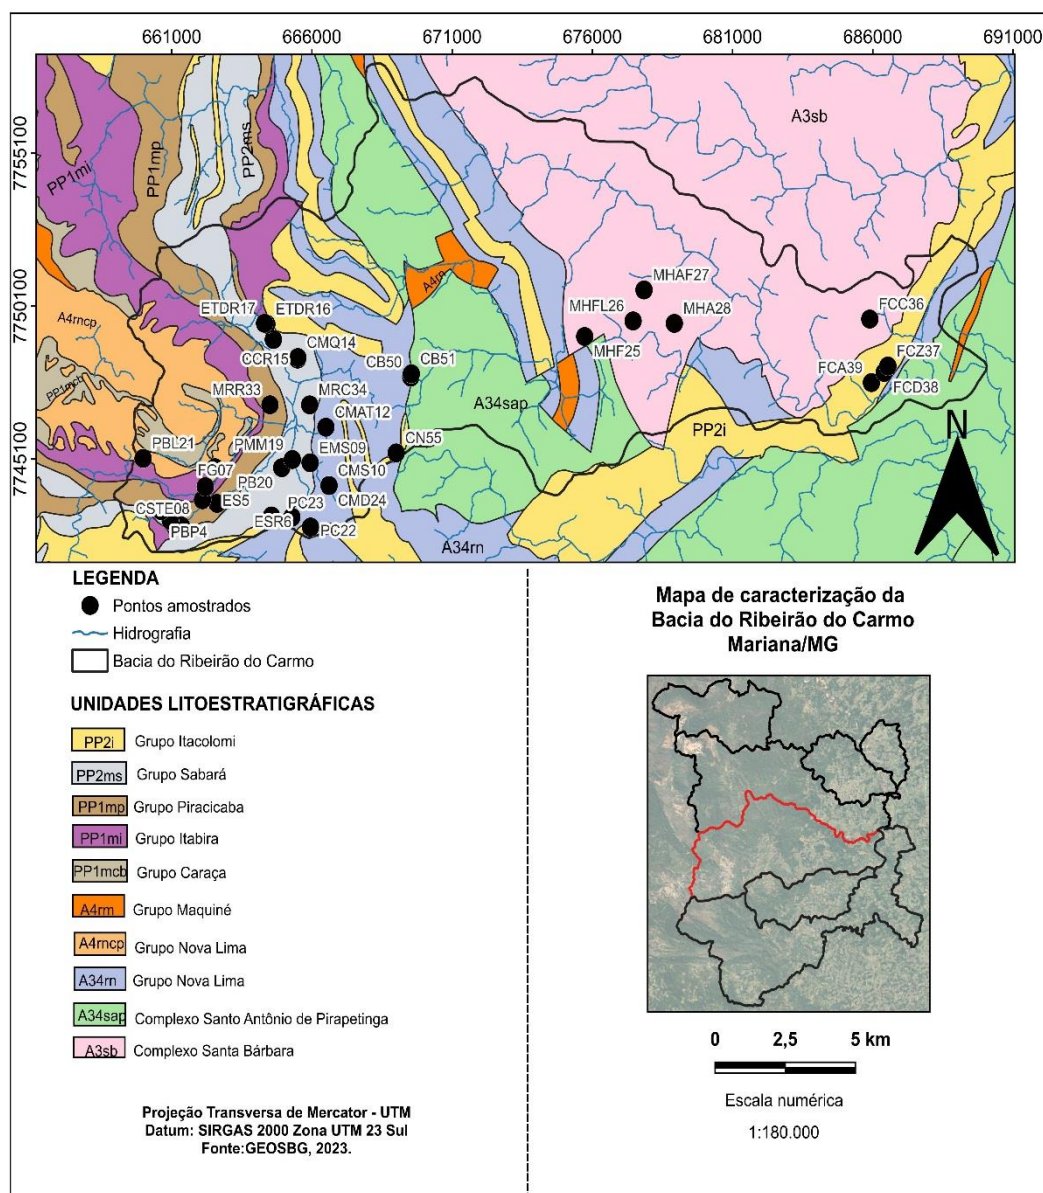 661000 666000 671000 676000 681000 686000 691000
7755100
7750100
7745100
A3sb
PP1mi
PP1mp
PP2ms
A4rm
A4rncp
PP1mcb
A34sap
PP2i
A34rn
N
MHAF27
MHFL26
MHA28
MHF25
FCC36
FCZ37
FCA39
FCD38
ETDR17
ETDR16
CMQ14
CCR15
CB50
CB51
MRR33
MRC34
CMAT12
CN55
PBL21
PMM19
EMS09
FG07
PB20
CMS10
ES5
PC23
CMD24
CSTE08
ESR6
PBP4
PC22
LEGENDA
Pontos amostrados
Hidrografia
Bacia do Ribeirão do Carmo
UNIDADES LITOESTRATIGRÁFICAS
PP2i Grupo Itacolomi
PP2ms Grupo Sabará
PP1mp Grupo Piracicaba
PP1mi Grupo Itabira
PP1mcb Grupo Caraça
A4rm Grupo Maquiné
A4rncp Grupo Nova Lima
A34rn Grupo Nova Lima
A34sap Complexo Santo Antônio de Pirapetinga
A3sb Complexo Santa Bárbara
Projeção Transversa de Mercator - UTM
Datum: SIRGAS 2000 Zona UTM 23 Sul
Fonte:GEOSBG, 2023.
Mapa de caracterização da
Bacia do Ribeirão do Carmo
Mariana/MG
0 2,5 5 km
Escala numérica
1:180.000